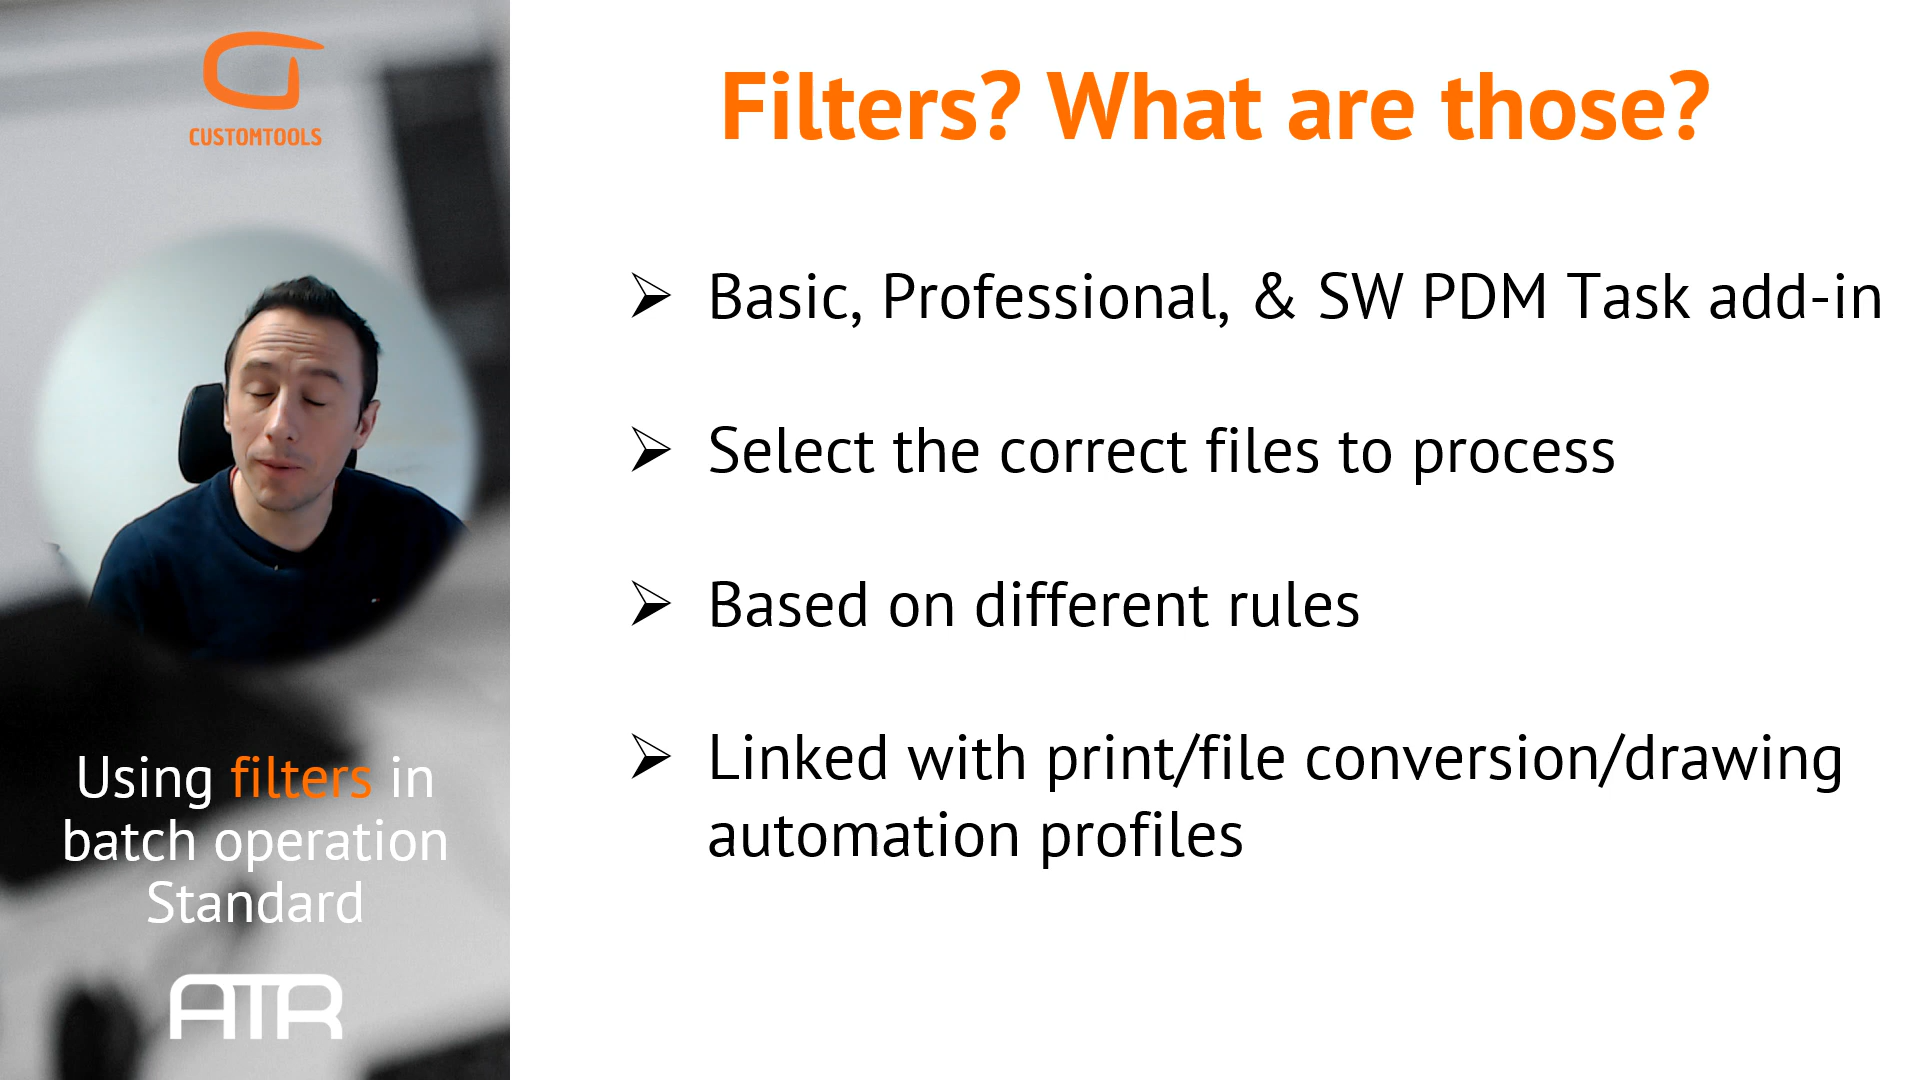 CUSTOMTOOLS
Using filters in
batch operation
Standard
ATR
Filters? What are those?
➢ Basic, Professional, & SW PDM Task add-in
➢ Select the correct files to process
➢ Based on different rules
➢ Linked with print/file conversion/drawing
automation profiles